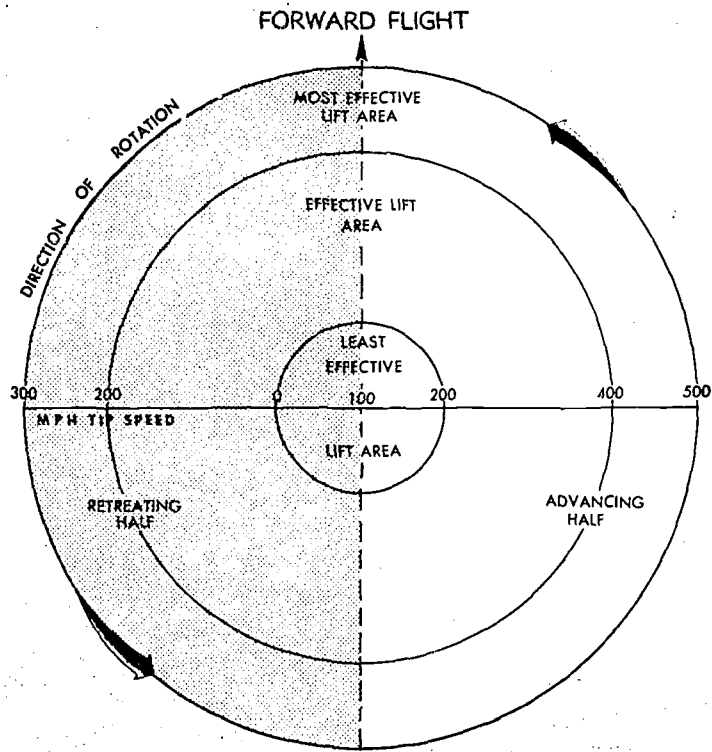 FORWARD FLIGHT
DIRECTION OF ROTATION
MOST EFFECTIVE
LIFT AREA
EFFECTIVE LIFT
AREA
LEAST
EFFECTIVE
300 200 0 100 200 400 500
MPH TIP SPEED
LIFT AREA
RETREATING
HALF
ADVANCING
HALF